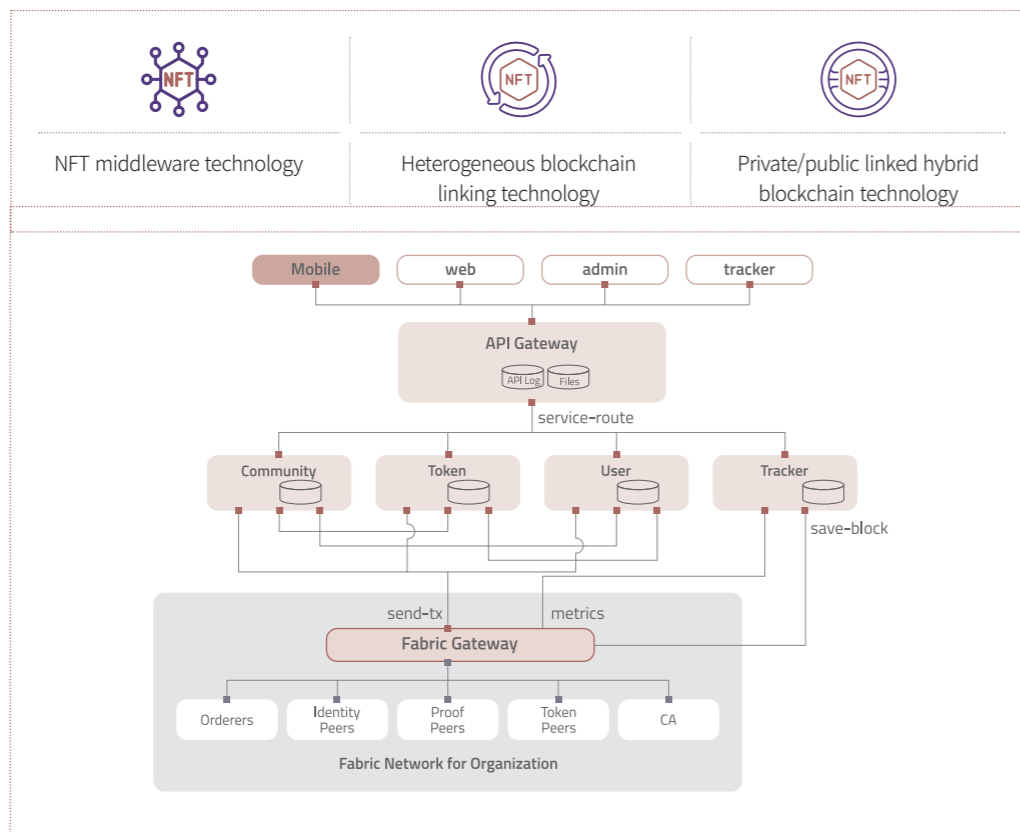 NFT
NFT
NFT
NFT middleware technology
Heterogeneous blockchain
linking technology
Private/public linked hybrid
blockchain technology
Mobile
web
admin
tracker
API Gateway
API Log
Files
service-route
Community
Token
User
Tracker
save-block
send-tx
metrics
Fabric Gateway
Orderers
Identity
Peers
Proof
Peers
Token
Peers
CA
Fabric Network for Organization